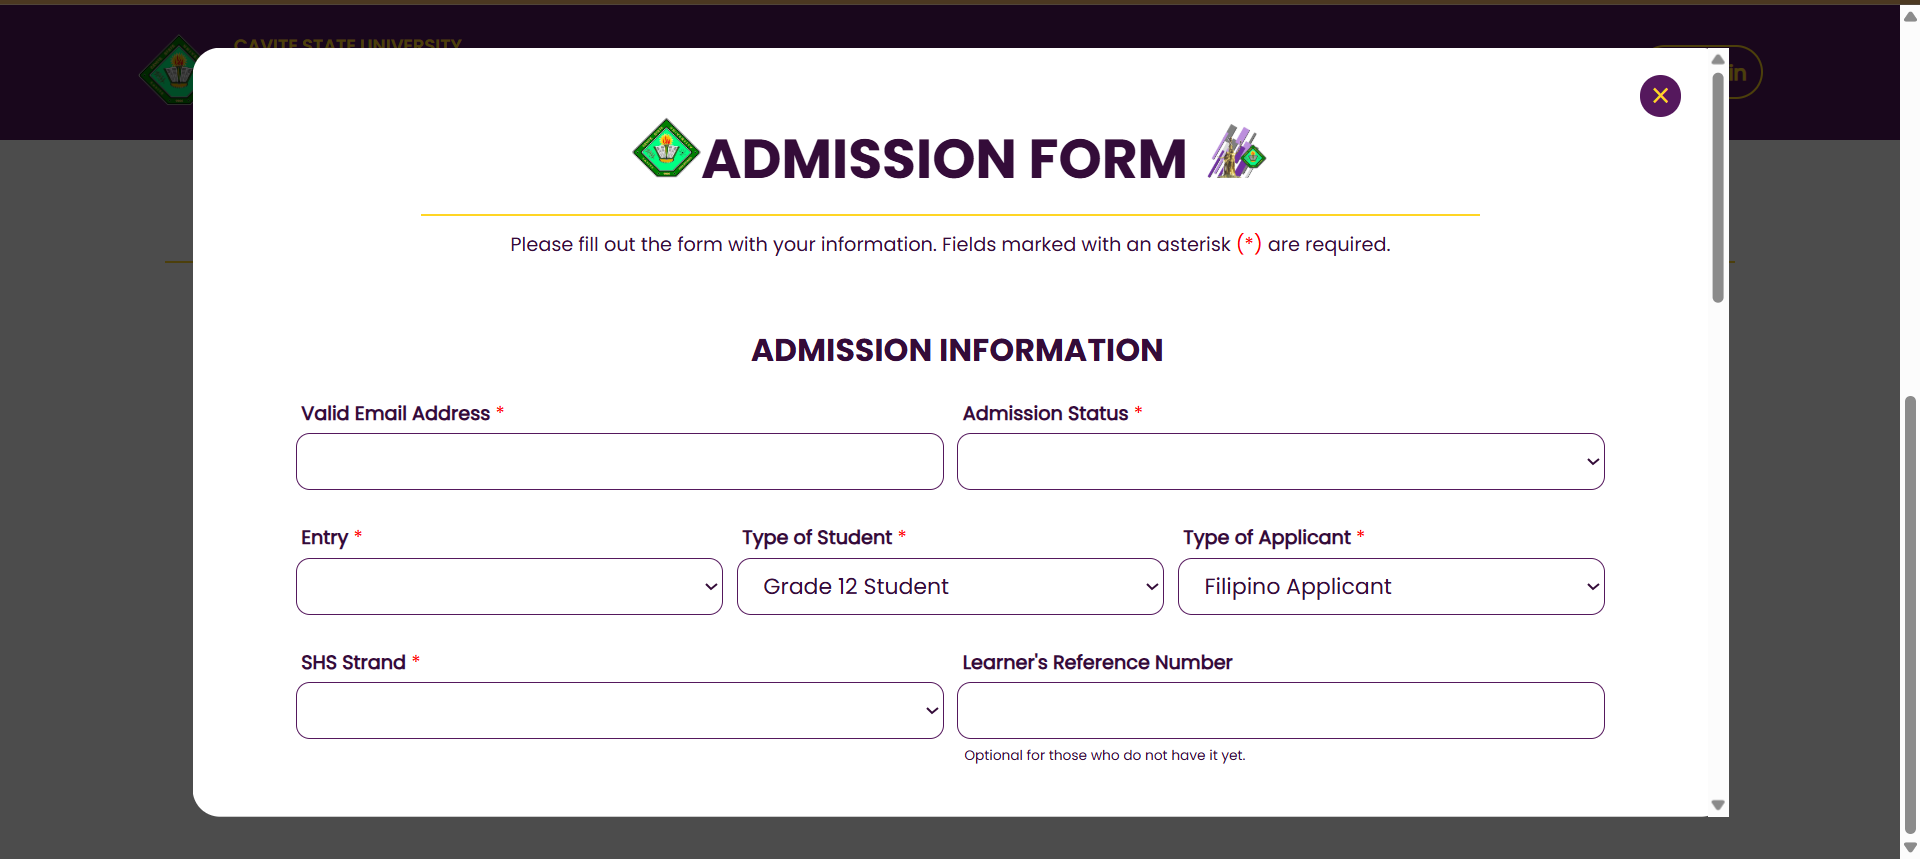 CAVITE STATE UNIVERSITY
in
ADMISSION FORM
Please fill out the form with your information. Fields marked with an asterisk (*) are required.
ADMISSION INFORMATION
Valid Email Address *
Admission Status *
Entry *
Type of Student *
Type of Applicant *
Grade 12 Student
Filipino Applicant
SHS Strand *
Learner's Reference Number
Optional for those who do not have it yet.